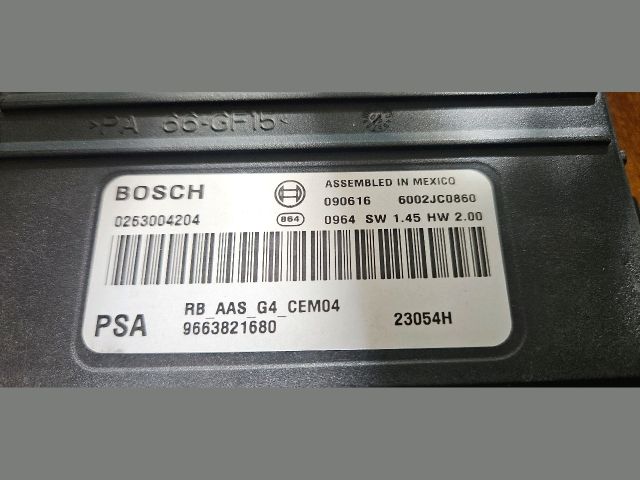 >PA 66-GF15<
BOSCH
ASSEMBLED IN MEXICO
090616 6002JC0860
0263004204 864 0964 SW 1.45 HW 2.00
RB_AAS_G4_CEM04
PSA 9663821680 23054H